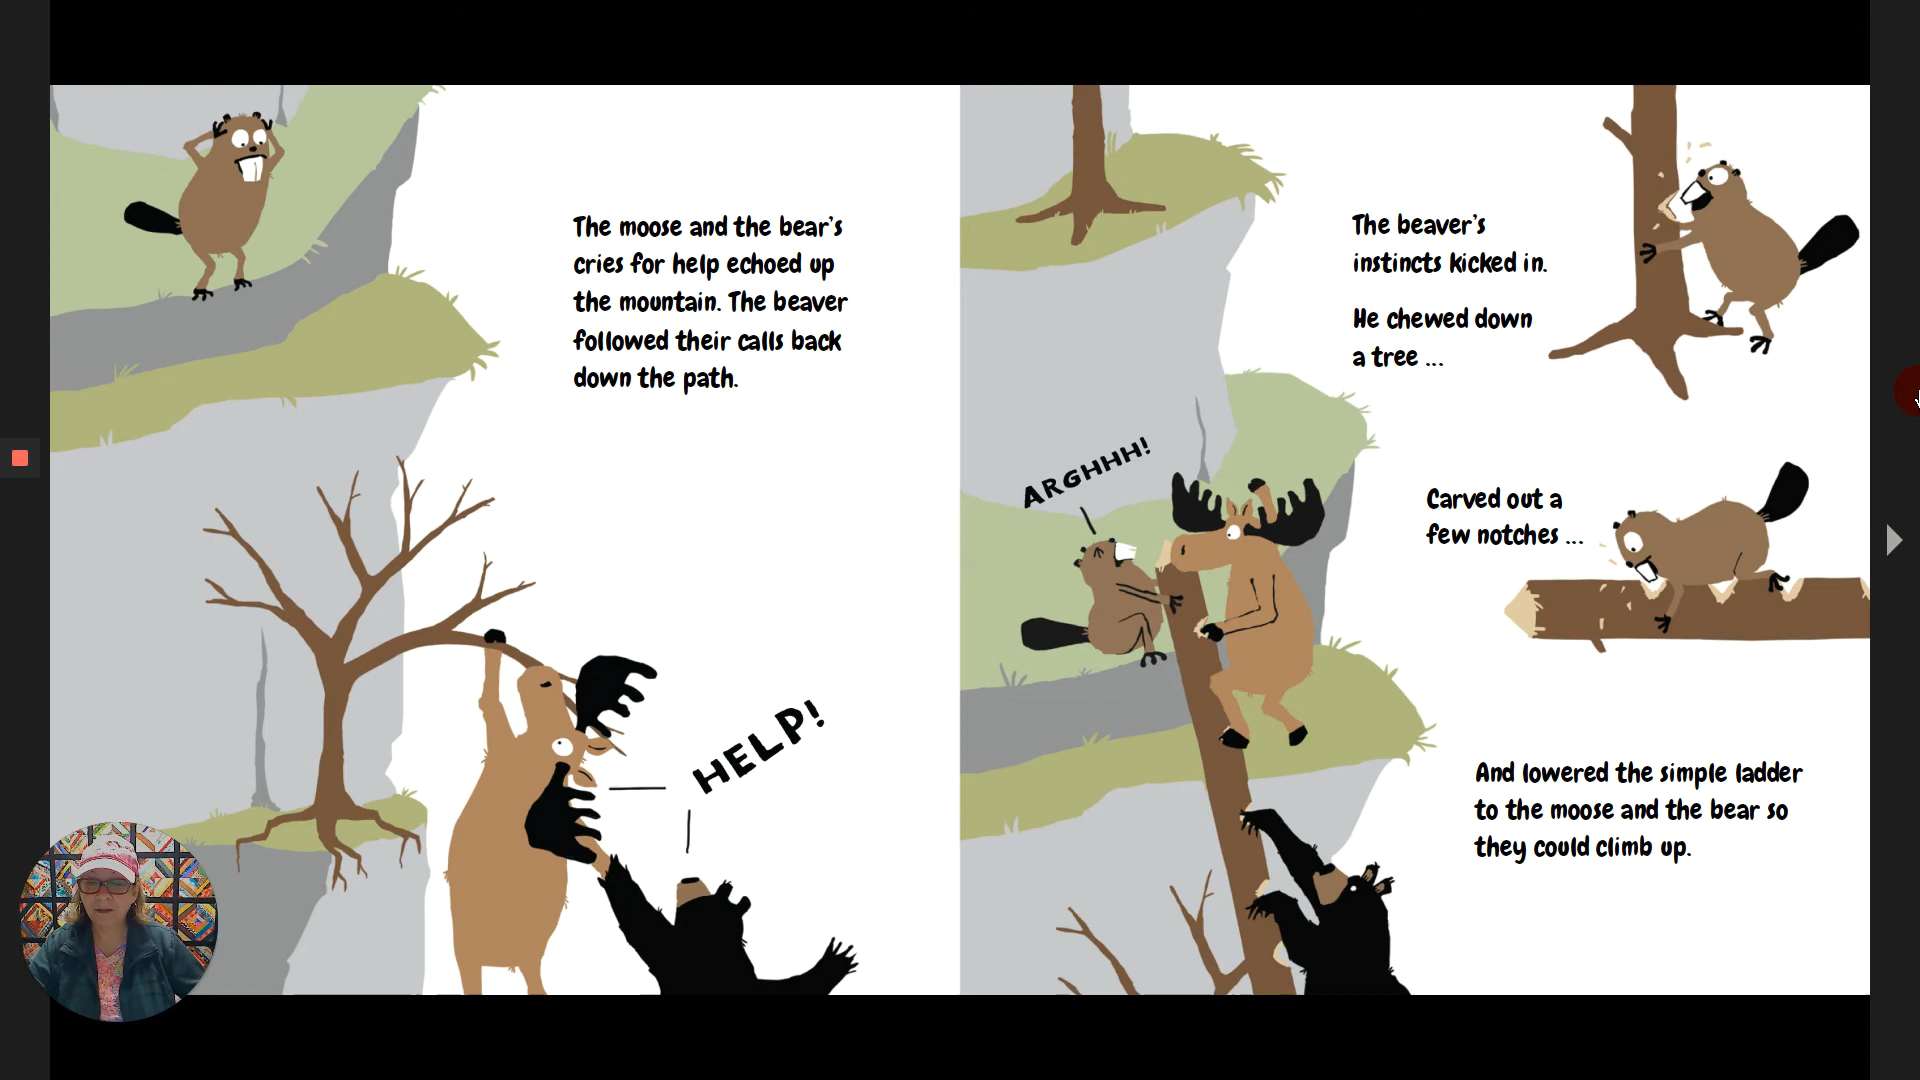 The moose and the bear's
cries for help echoed up
the mountain. The beaver
followed their calls back
down the path.
HELP!
The beaver's
instincts kicked in.
He chewed down
a tree ...
ARGHHH!
Carved out a
few notches ...
And lowered the simple ladder
to the moose and the bear so
they could climb up.